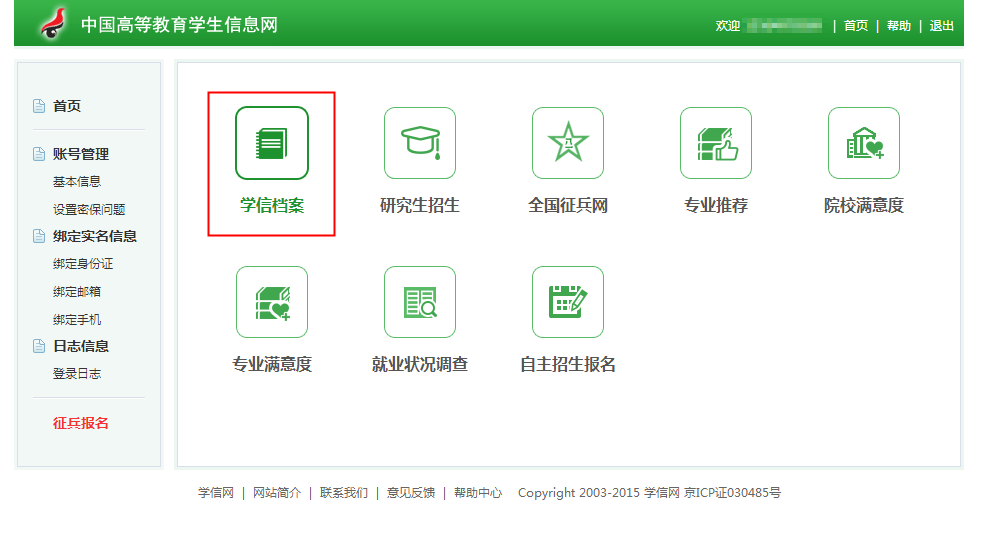 中国高等教育学生信息网
欢迎 | 首页 | 帮助 | 退出
首页
账号管理
基本信息
设置密保问题
绑定实名信息
绑定身份证
绑定邮箱
绑定手机
日志信息
登录日志
征兵报名
学信档案 研究生招生 全国征兵网 专业推荐 院校满意度
专业满意度 就业状况调查 自主招生报名
学信网 | 网站简介 | 联系我们 | 意见反馈 | 帮助中心 Copyright 2003-2015 学信网 京ICP证030485号